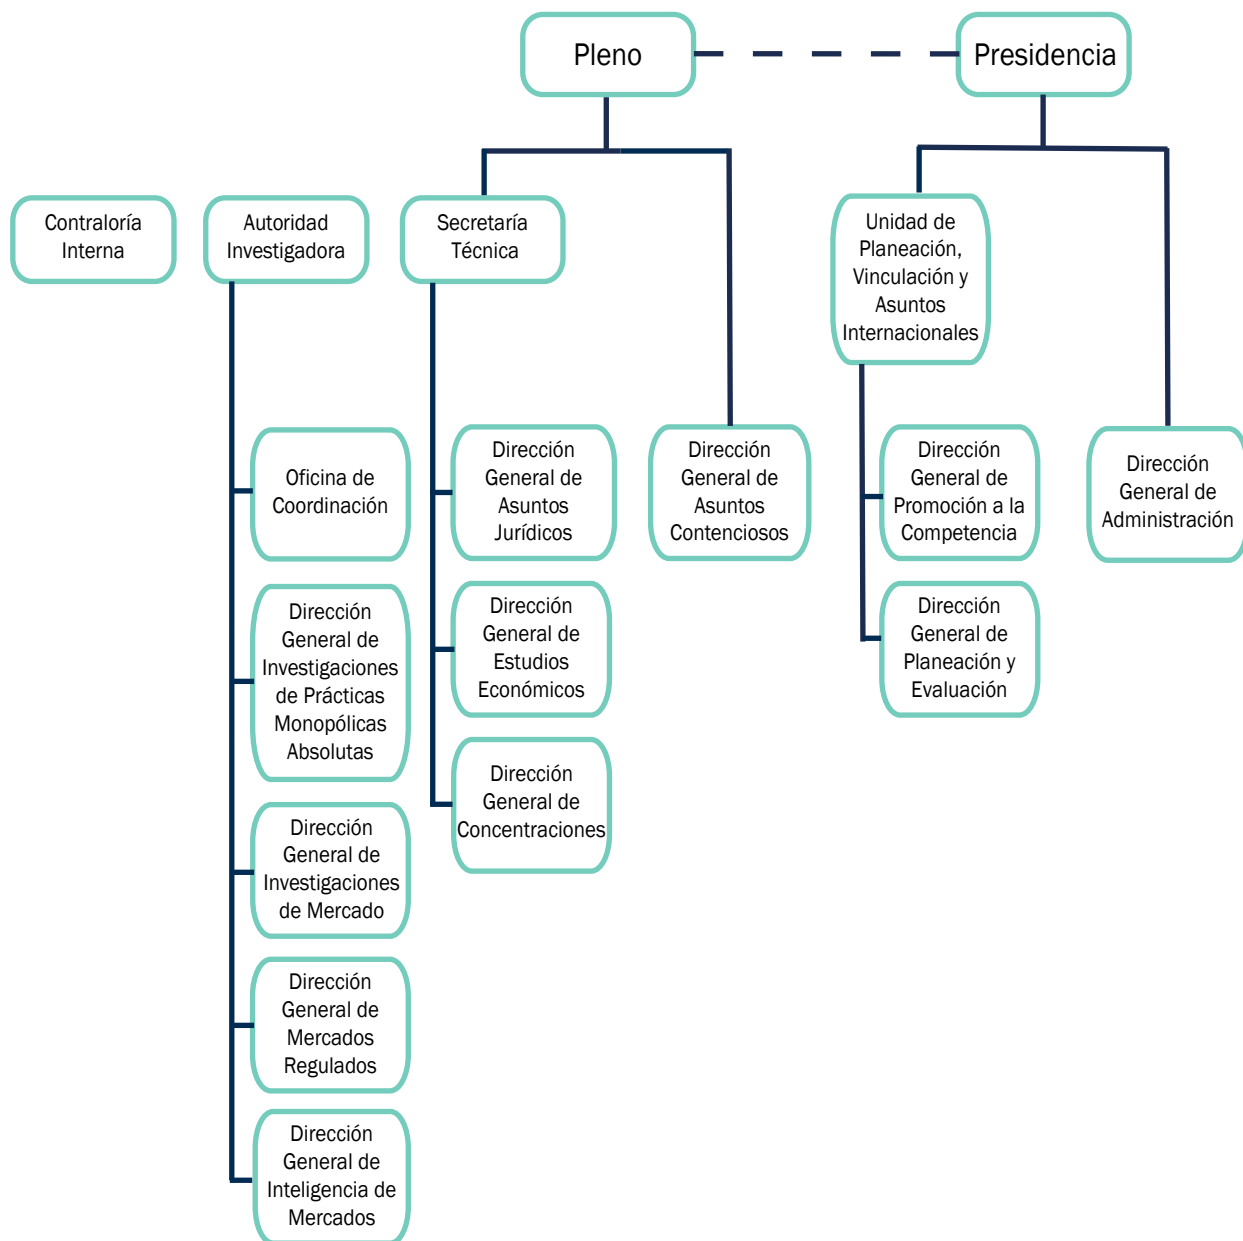 Pleno
Presidencia
Contraloría
Interna
Autoridad
Investigadora
Secretaría
Técnica
Unidad de
Planeación,
Vinculación y
Asuntos
Internacionales
Oficina de
Coordinación
Dirección
General de
Asuntos
Jurídicos
Dirección
General de
Asuntos
Contenciosos
Dirección
General de
Promoción a la
Competencia
Dirección
General de
Administración
Dirección
General de
Investigaciones
de Prácticas
Monopólicas
Absolutas
Dirección
General de
Estudios
Económicos
Dirección
General de
Planeación y
Evaluación
Dirección
General de
Concentraciones
Dirección
General de
Investigaciones
de Mercado
Dirección
General de
Mercados
Regulados
Dirección
General de
Inteligencia de
Mercados